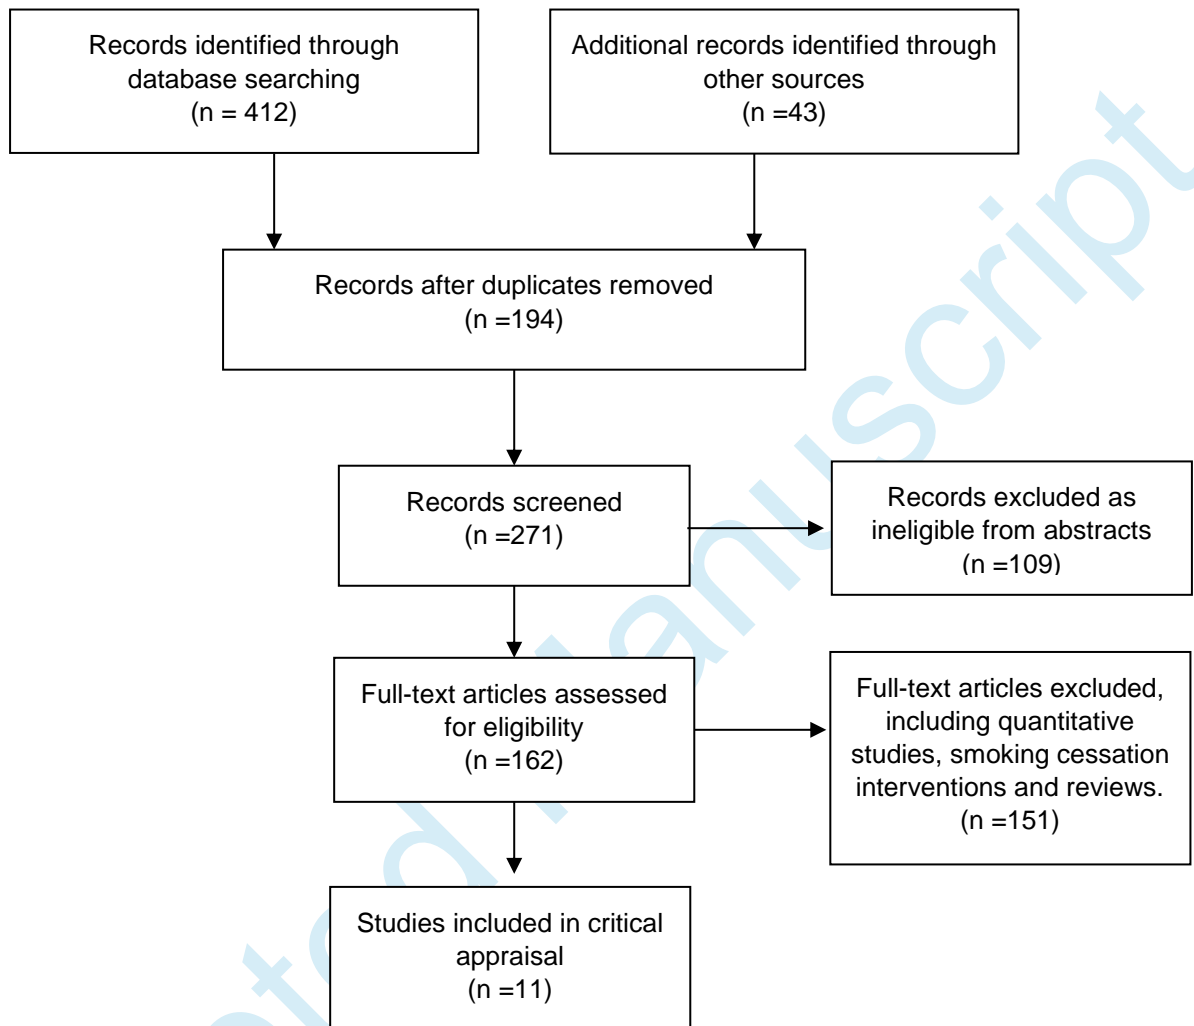 Records identified through
database searching
(n = 412)
Additional records identified through
other sources
(n =43)
Records after duplicates removed
(n =194)
Records screened
(n =271)
Records excluded as
ineligible from abstracts
(n =109)
Full-text articles assessed
for eligibility
(n =162)
Full-text articles excluded,
including quantitative
studies, smoking cessation
interventions and reviews.
(n =151)
Studies included in critical
appraisal
(n =11)